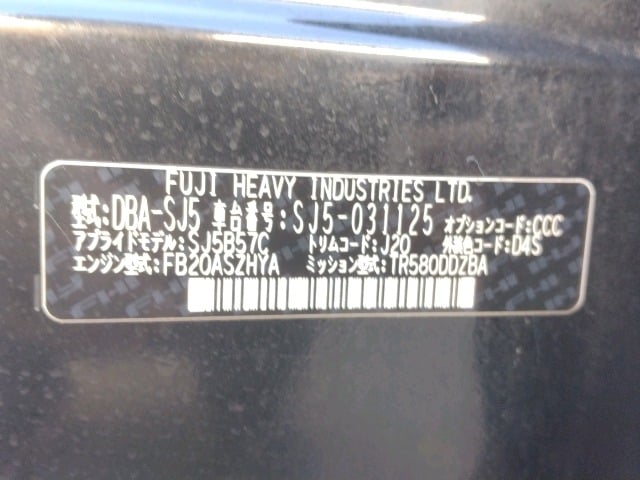 FUJI HEAVY INDUSTRIES LTD.
型式:DBA-SJ5 車台番号:SJ5-031125 オプションコード:CCC
アプライドモデル:SJ5B57C トリムコード:J20 外装色コード:D4S
エンジン型式:FB20ASZHYA ミッション型式:TR580DDZBA